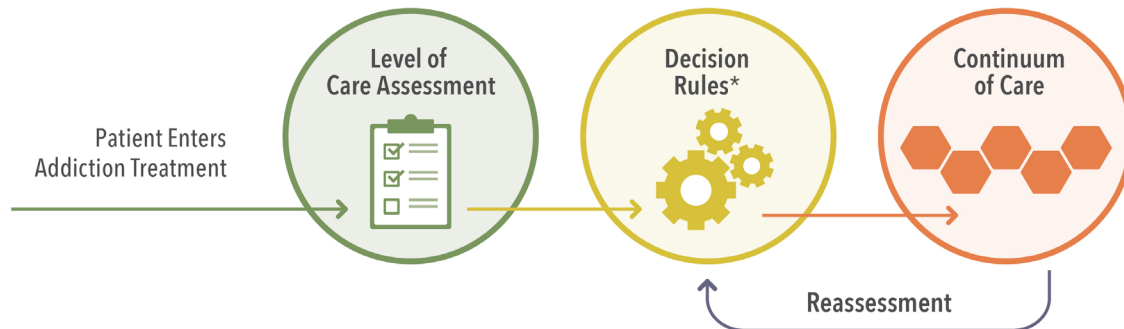 Patient Enters
Addiction Treatment
Level of
Care Assessment
Decision
Rules*
Continuum
of Care
Reassessment